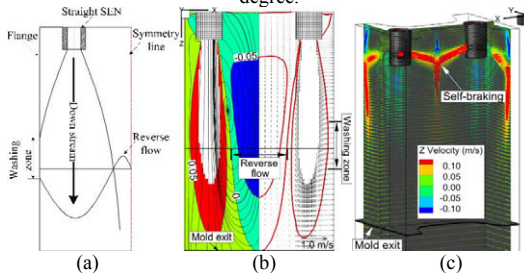 degree.
Straight SEN
Flange
Symmetry
line
Down stream
Washing
zone
Reverse
flow
(a)
Y
X
Z
-0.05
0
0.05
Washing zone
Reverse
flow
Mold exit
1.0 m/s
(b)
Y
X
Self-braking
Z Velocity (m/s)
0.10
0.05
0.00
-0.05
-0.10
Mold exit
(c)